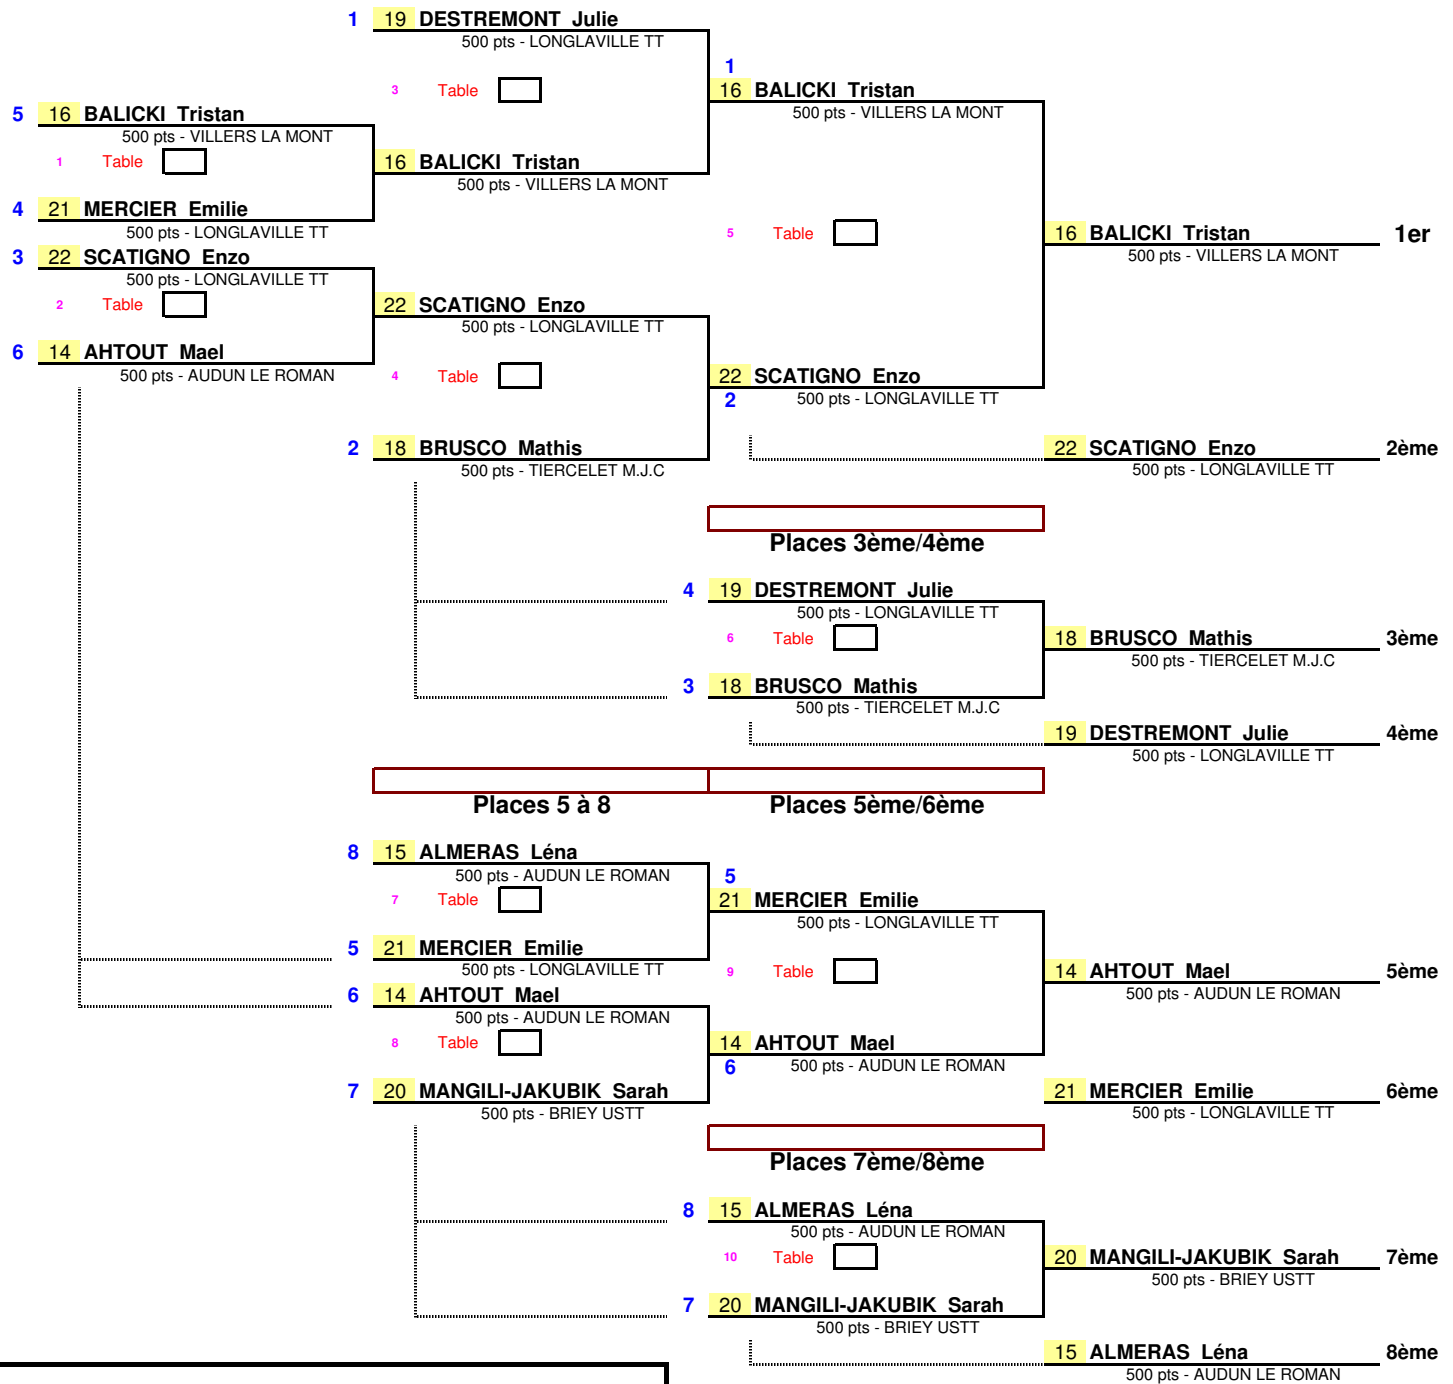 1 19 DESTREMONT Julie
500 pts - LONGLAVILLE TT
1
3 Table
16 BALICKI Tristan
500 pts - VILLERS LA MONT
5 16 BALICKI Tristan
500 pts - VILLERS LA MONT
1 Table
16 BALICKI Tristan
500 pts - VILLERS LA MONT
4 21 MERCIER Emilie
500 pts - LONGLAVILLE TT
5 Table
16 BALICKI Tristan 1er
500 pts - VILLERS LA MONT
3 22 SCATIGNO Enzo
500 pts - LONGLAVILLE TT
2 Table
22 SCATIGNO Enzo
500 pts - LONGLAVILLE TT
6 14 AHTOUT Mael
500 pts - AUDUN LE ROMAN
4 Table
22 SCATIGNO Enzo
2 500 pts - LONGLAVILLE TT
2 18 BRUSCO Mathis
500 pts - TIERCELET M.J.C
22 SCATIGNO Enzo 2ème
500 pts - LONGLAVILLE TT
Places 3ème/4ème
4 19 DESTREMONT Julie
500 pts - LONGLAVILLE TT
6 Table
18 BRUSCO Mathis 3ème
500 pts - TIERCELET M.J.C
3 18 BRUSCO Mathis
500 pts - TIERCELET M.J.C
19 DESTREMONT Julie 4ème
500 pts - LONGLAVILLE TT
Places 5 à 8 Places 5ème/6ème
8 15 ALMERAS Léna
500 pts - AUDUN LE ROMAN
5
7 Table
21 MERCIER Emilie
500 pts - LONGLAVILLE TT
5 21 MERCIER Emilie
500 pts - LONGLAVILLE TT
9 Table
14 AHTOUT Mael 5ème
500 pts - AUDUN LE ROMAN
6 14 AHTOUT Mael
500 pts - AUDUN LE ROMAN
8 Table
14 AHTOUT Mael
6 500 pts - AUDUN LE ROMAN
7 20 MANGILI-JAKUBIK Sarah
500 pts - BRIEY USTT
21 MERCIER Emilie 6ème
500 pts - LONGLAVILLE TT
Places 7ème/8ème
8 15 ALMERAS Léna
500 pts - AUDUN LE ROMAN
10 Table
20 MANGILI-JAKUBIK Sarah 7ème
500 pts - BRIEY USTT
7 20 MANGILI-JAKUBIK Sarah
500 pts - BRIEY USTT
15 ALMERAS Léna 8ème
500 pts - AUDUN LE ROMAN